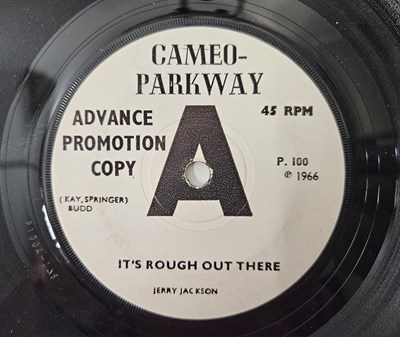 CAMEO-
PARKWAY
ADVANCE
PROMOTION
COPY
A
45 RPM
P. 100
℗ 1966
(KAY, SPRINGER)
BUDD
IT'S ROUGH OUT THERE
JERRY JACKSON